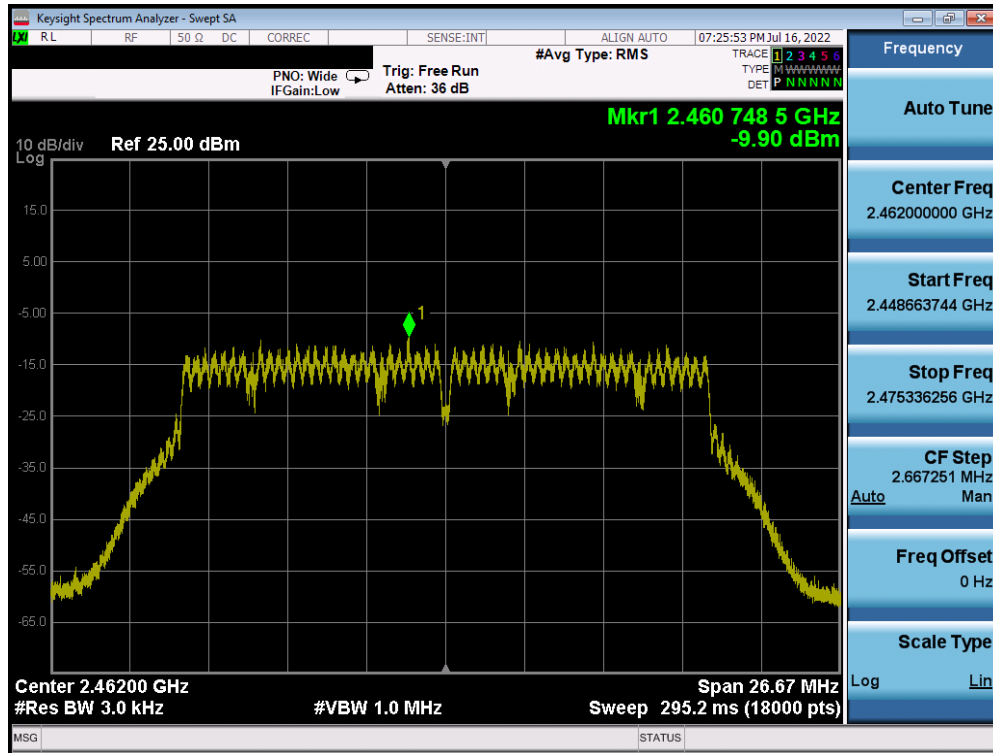 Keysight Spectrum Analyzer - Swept SA
LXI RL RF 50 Ω DC CORREC SENSE:INT ALIGN AUTO 07:25:53 PM Jul 16, 2022
PNO: Wide
IFGain:Low
Trig: Free Run
Atten: 36 dB
#Avg Type: RMS
TRACE 1 2 3 4 5 6
TYPE M WWWWW
DET P N N N N N
Mkr1 2.460 748 5 GHz
-9.90 dBm
10 dB/div Ref 25.00 dBm
Log
15.0
5.00
-5.00
-15.0
-25.0
-35.0
-45.0
-55.0
-65.0
1
Center 2.46200 GHz Span 26.67 MHz
#Res BW 3.0 kHz #VBW 1.0 MHz Sweep 295.2 ms (18000 pts)
MSG STATUS
Frequency
Auto Tune
Center Freq
2.462000000 GHz
Start Freq
2.448663744 GHz
Stop Freq
2.475336256 GHz
CF Step
2.667251 MHz
Auto Man
Freq Offset
0 Hz
Scale Type
Log Lin